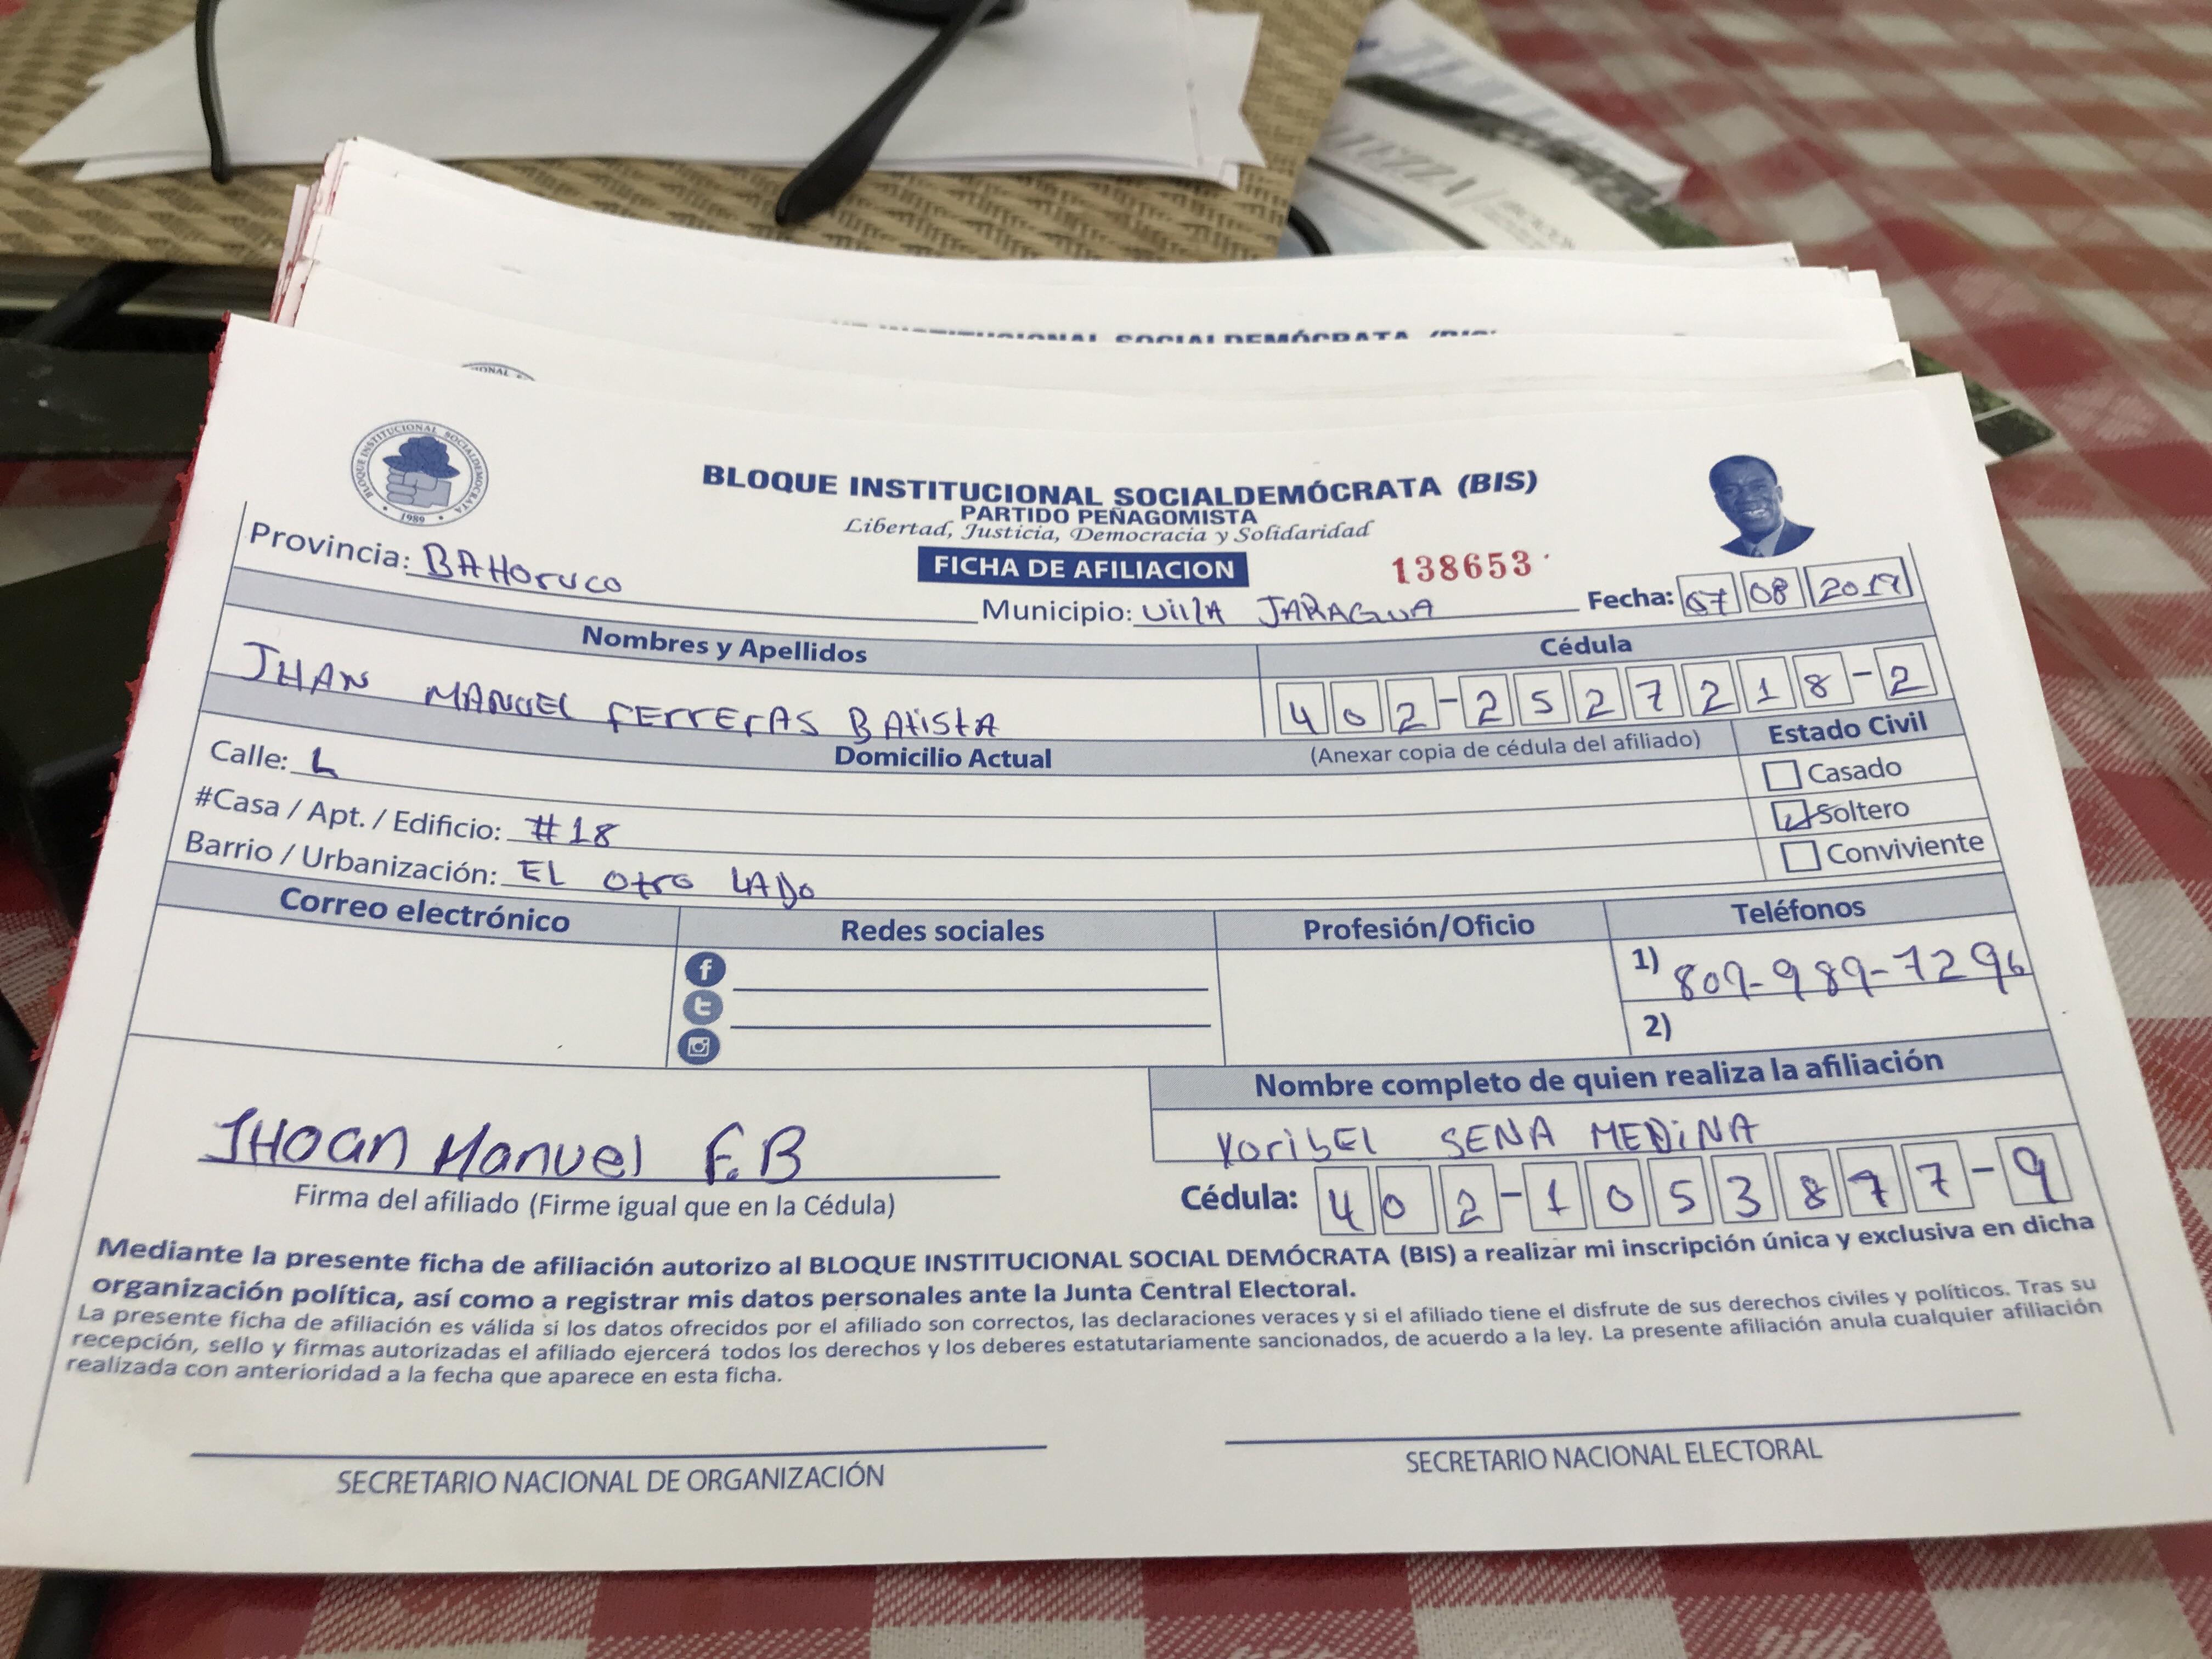 INSTITUCIONAL SOCIALDEMÓCRATA (BIS)
BLOQUE INSTITUCIONAL SOCIALDEMOCRATA
1989
BLOQUE INSTITUCIONAL SOCIALDEMÓCRATA (BIS)
PARTIDO PEÑAGOMISTA
Libertad, Justicia, Democracia y Solidaridad
FICHA DE AFILIACION
138653
Provincia: BAHoruco
Municipio: VillA JARAGUA
Fecha: 07 08 2019
Nombres y Apellidos
Cédula
JHAN MANUEL FErrErAS BAtistA
402-2527218-2
Domicilio Actual
(Anexar copia de cédula del afiliado)
Estado Civil
Calle: L
Casado
#Casa / Apt. / Edificio: #18
Soltero
Barrio / Urbanización: EL Otro LADo
Conviviente
Correo electrónico
Redes sociales
Profesión/Oficio
Teléfonos
1) 809-989-7296
2)
Nombre completo de quien realiza la afiliación
YoribEl SENA MEDiNA
JHOan Manuel F.B
Firma del afiliado (Firme igual que en la Cédula)
Cédula: 402-1053877-9
Mediante la presente ficha de afiliación autorizo al BLOQUE INSTITUCIONAL SOCIAL DEMÓCRATA (BIS) a realizar mi inscripción única y exclusiva en dicha
organización política, así como a registrar mis datos personales ante la Junta Central Electoral.
La presente ficha de afiliación es válida si los datos ofrecidos por el afiliado son correctos, las declaraciones veraces y si el afiliado tiene el disfrute de sus derechos civiles y políticos. Tras su
recepción, sello y firmas autorizadas el afiliado ejercerá todos los derechos y los deberes estatutariamente sancionados, de acuerdo a la ley. La presente afiliación anula cualquier afiliación
realizada con anterioridad a la fecha que aparece en esta ficha.
SECRETARIO NACIONAL DE ORGANIZACIÓN
SECRETARIO NACIONAL ELECTORAL